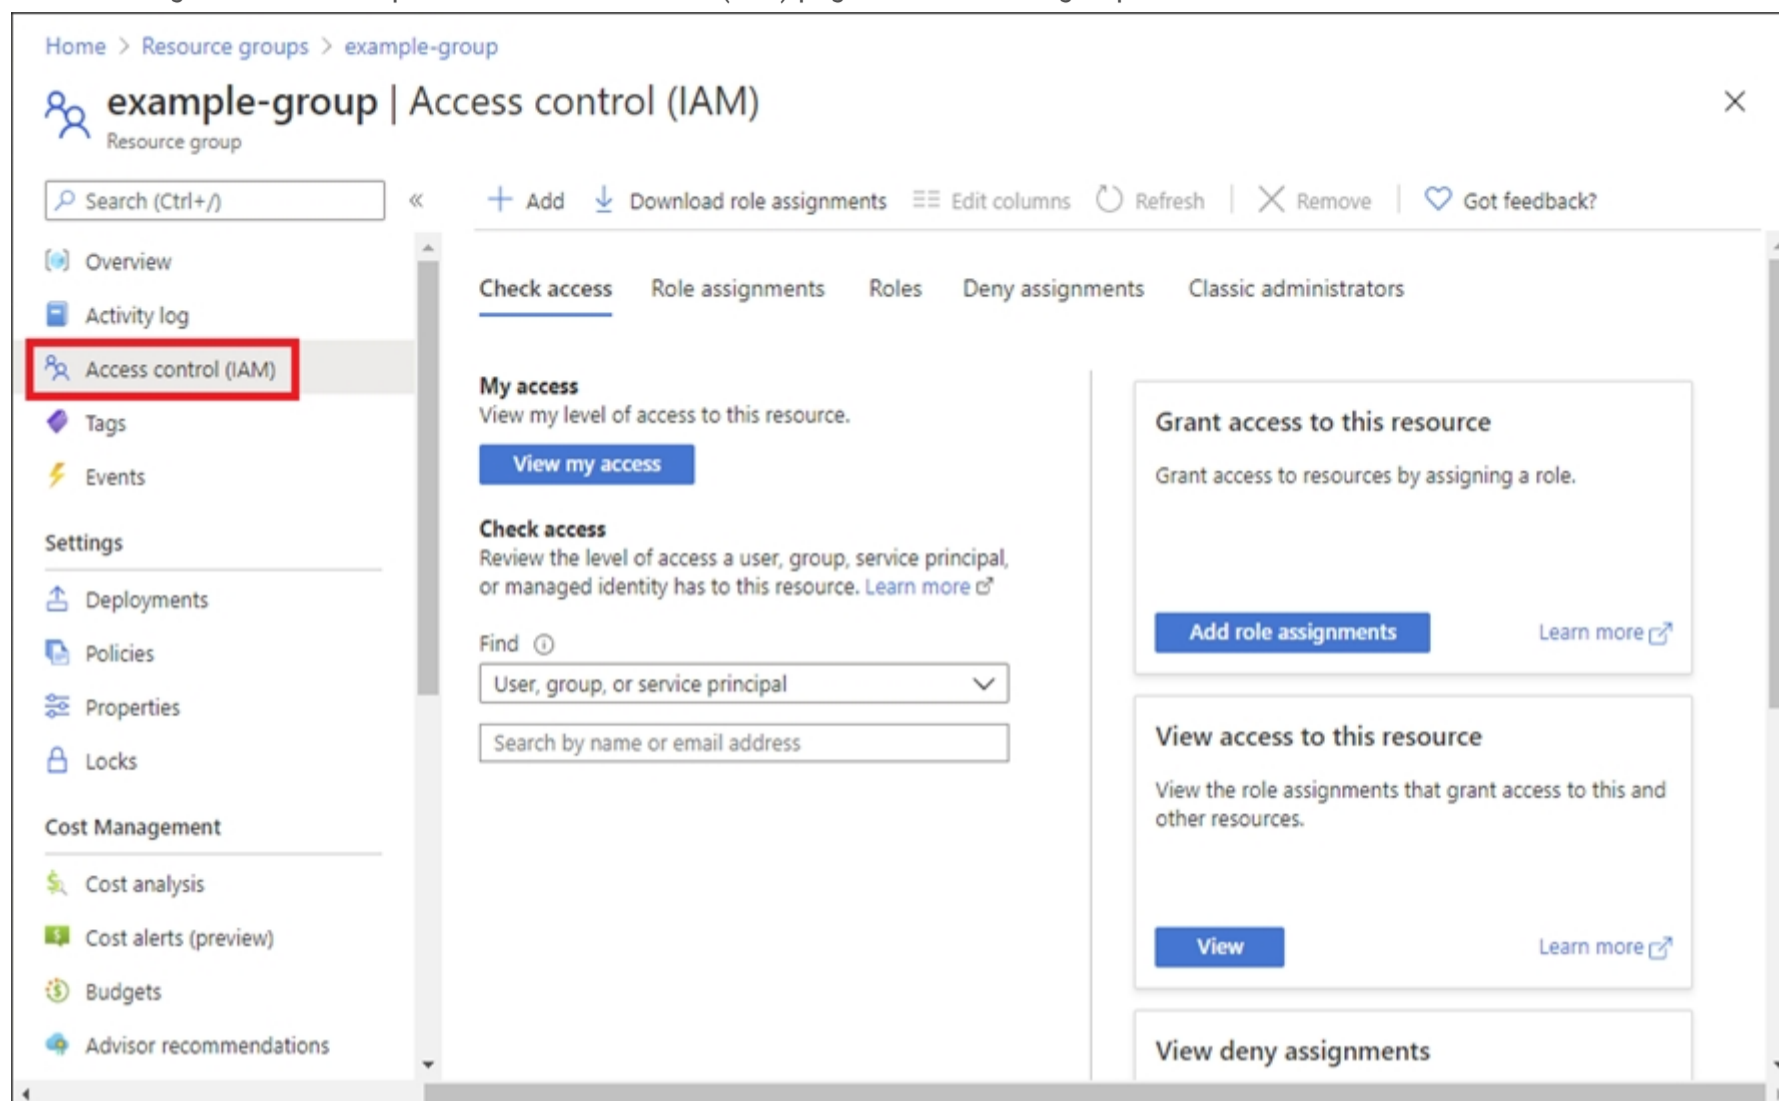 Home > Resource groups > example-group
example-group | Access control (IAM)
Resource group
Search (Ctrl+/)
«
Add
Download role assignments
Edit columns
Refresh
Remove
Got feedback?
Overview
Activity log
Access control (IAM)
Tags
Events
Settings
Deployments
Policies
Properties
Locks
Cost Management
Cost analysis
Cost alerts (preview)
Budgets
Advisor recommendations
Check access
Role assignments
Roles
Deny assignments
Classic administrators
My access
View my level of access to this resource.
View my access
Check access
Review the level of access a user, group, service principal,
or managed identity has to this resource. Learn more
Find
User, group, or service principal
Search by name or email address
Grant access to this resource
Grant access to resources by assigning a role.
Add role assignments
Learn more
View access to this resource
View the role assignments that grant access to this and
other resources.
View
Learn more
View deny assignments